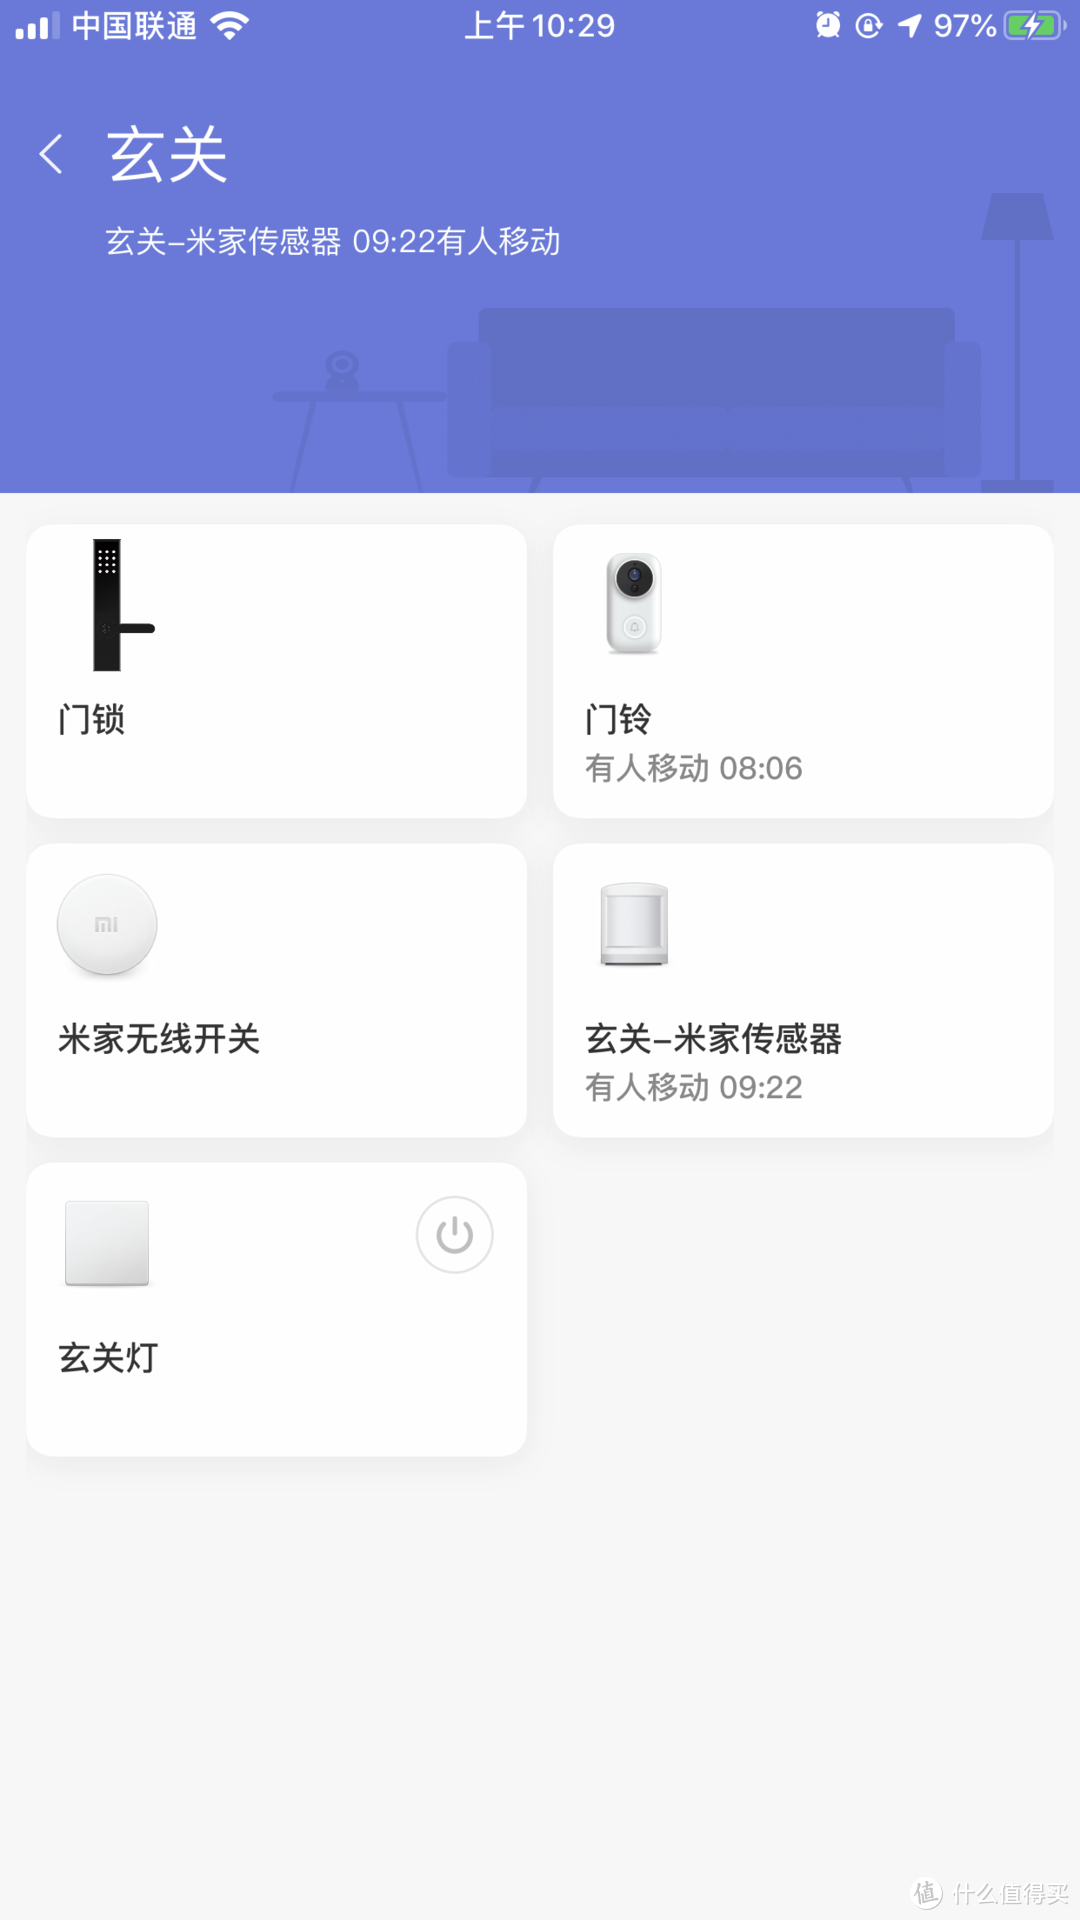 中国联通 上午10:29 97%
玄关
玄关-米家传感器 09:22有人移动
门锁
门铃
有人移动 08:06
mi
米家无线开关
玄关-米家传感器
有人移动 09:22
玄关灯
值 什么值得买